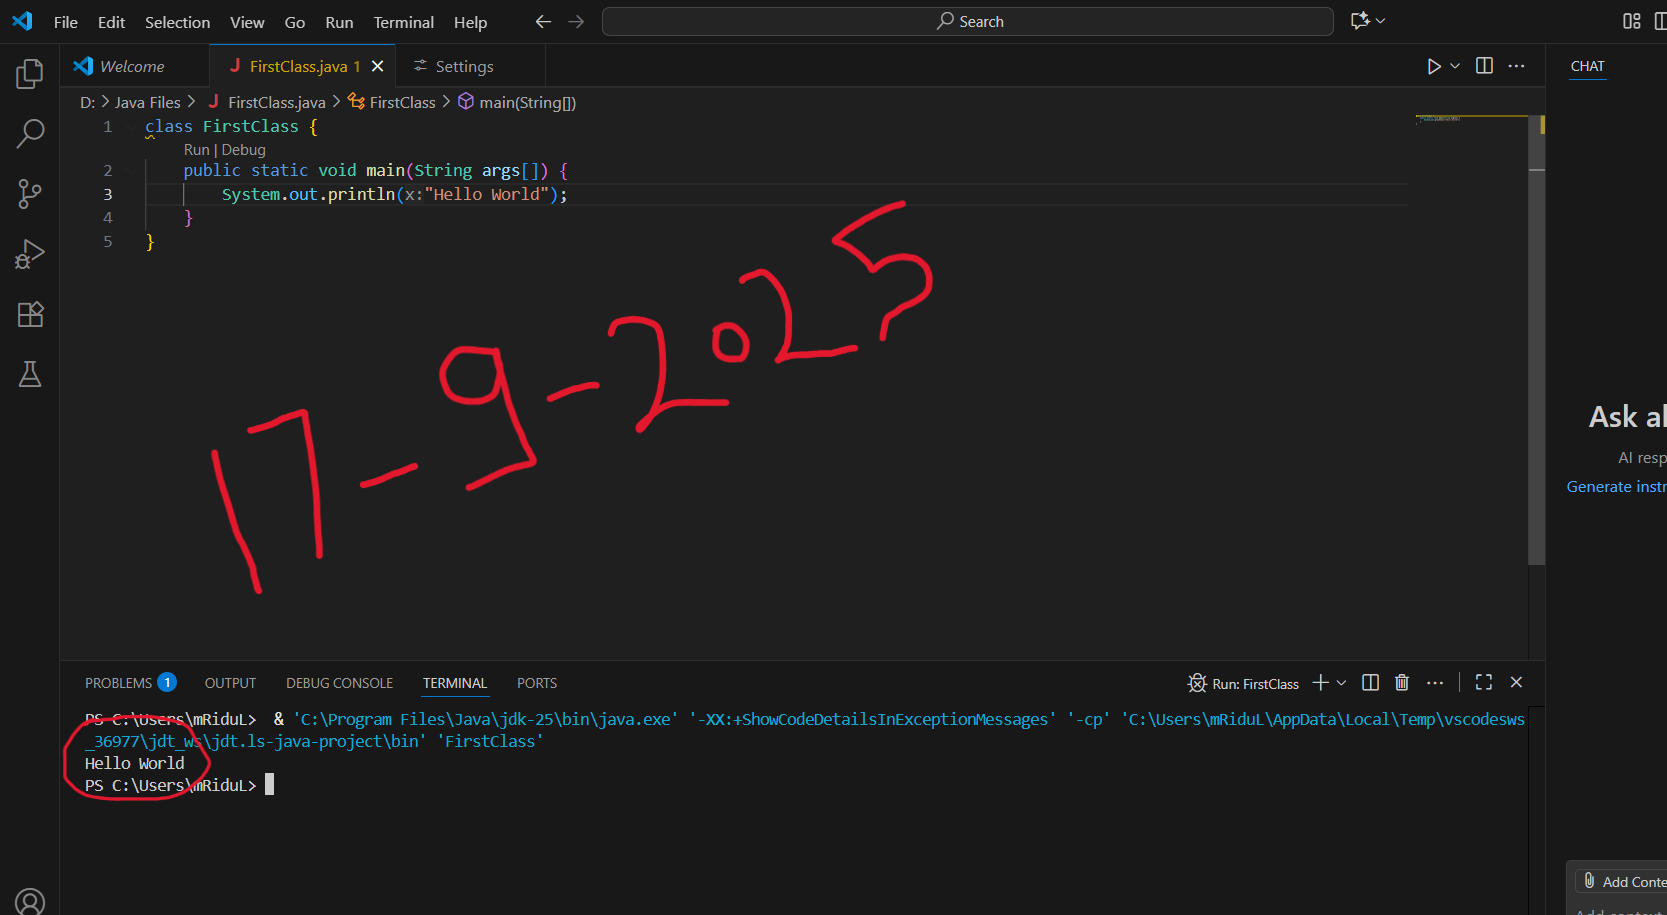 File Edit Selection View Go Run Terminal Help Search
Welcome FirstClass.java 1 Settings
CHAT
D: > Java Files > FirstClass.java > FirstClass > main(String[])
1 class FirstClass {
Run | Debug
2 public static void main(String args[]) {
3 System.out.println(x:"Hello World");
4 }
5 }
17-9-2025
Ask al
AI resp
Generate instr
PROBLEMS 1 OUTPUT DEBUG CONSOLE TERMINAL PORTS Run: FirstClass
PS C:\Users\mRiduL> & 'C:\Program Files\Java\jdk-25\bin\java.exe' '-XX:+ShowCodeDetailsInExceptionMessages' '-cp' 'C:\Users\mRiduL\AppData\Local\Temp\vscodesws
_36977\jdt_ws\jdt.ls-java-project\bin' 'FirstClass'
Hello World
PS C:\Users\mRiduL>
Add Conte